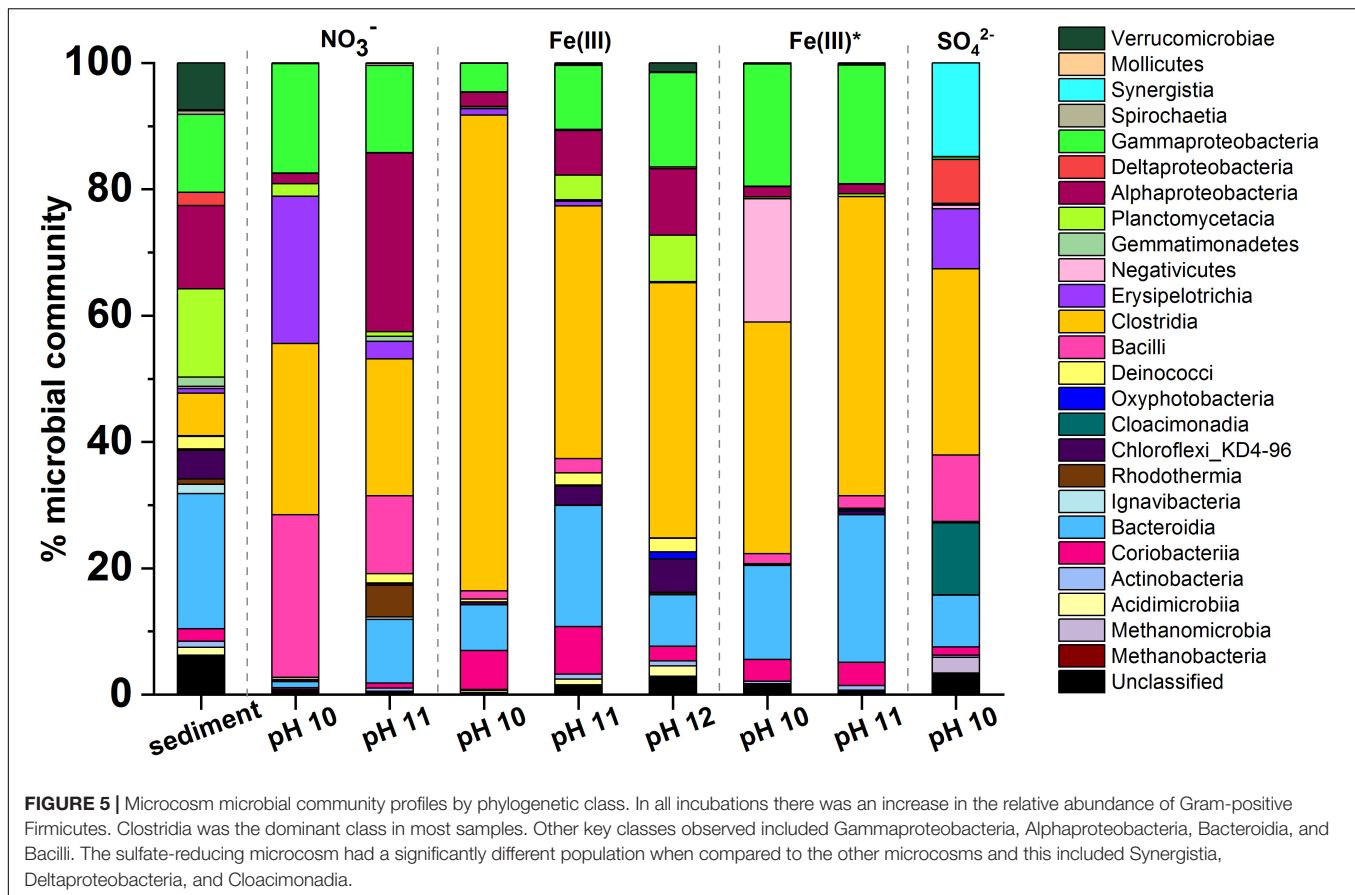 NO3- Fe(III) Fe(III)* SO42-
100
80
60
40
20
0
% microbial community
sediment pH 10 pH 11 pH 10 pH 11 pH 12 pH 10 pH 11 pH 10
Verrucomicrobiae
Mollicutes
Synergistia
Spirochaetia
Gammaproteobacteria
Deltaproteobacteria
Alphaproteobacteria
Planctomycetacia
Gemmatimonadetes
Negativicutes
Erysipelotrichia
Clostridia
Bacilli
Deinococci
Oxyphotobacteria
Cloacimonadia
Chloroflexi_KD4-96
Rhodothermia
Ignavibacteria
Bacteroidia
Coriobacteriia
Actinobacteria
Acidimicrobiia
Methanomicrobia
Methanobacteria
Unclassified
FIGURE 5 | Microcosm microbial community profiles by phylogenetic class. In all incubations there was an increase in the relative abundance of Gram-positive
Firmicutes. Clostridia was the dominant class in most samples. Other key classes observed included Gammaproteobacteria, Alphaproteobacteria, Bacteroidia, and
Bacilli. The sulfate-reducing microcosm had a significantly different population when compared to the other microcosms and this included Synergistia,
Deltaproteobacteria, and Cloacimonadia.